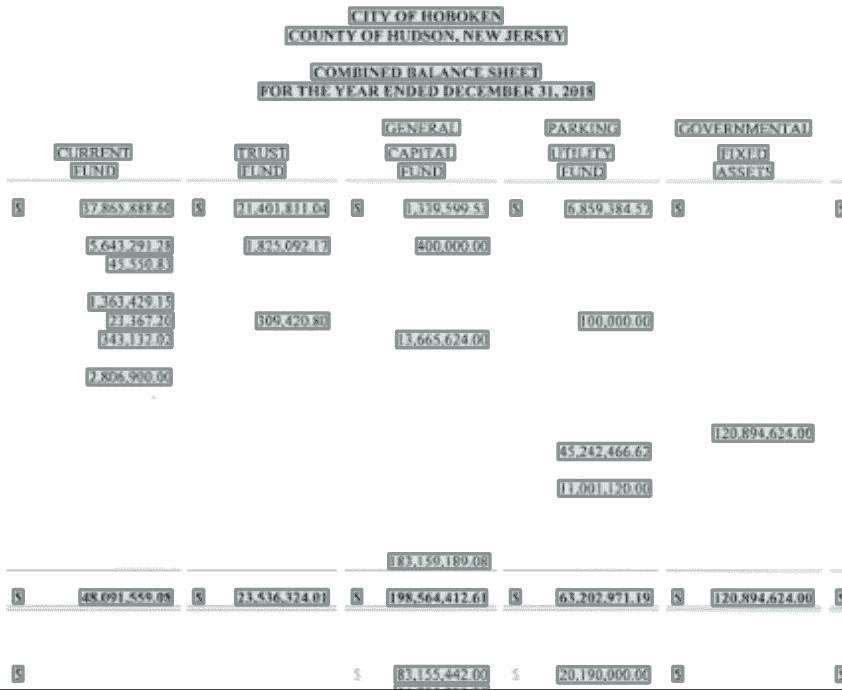 CITY OF HOBOKEN
COUNTY OF HUDSON, NEW JERSEY
COMBINED BALANCE SHEET
FOR THE YEAR ENDED DECEMBER 31, 2018
GENERAL PARKING GOVERNMENTAL
CURRENT TRUST CAPITAL UTILITY FIXED
FUND FUND FUND FUND ASSETS
$ 37,865,888.60 $ 21,401,811.04 $ 1,339,599.53 $ 6,859,384.57 $ $
5,643,291.28 1,825,092.17 400,000.00
45,550.83
1,363,429.15
23,367.20 309,420.80 100,000.00
343,132.02 13,665,624.00
2,806,900.00
120,894,624.00
45,242,466.62
11,001,120.00
183,159,189.08
$ 48,091,559.08 $ 23,536,324.01 $ 198,564,412.61 $ 63,202,971.19 $ 120,894,624.00 $
$ $ 83,155,442.00 $ 20,190,000.00 $ $